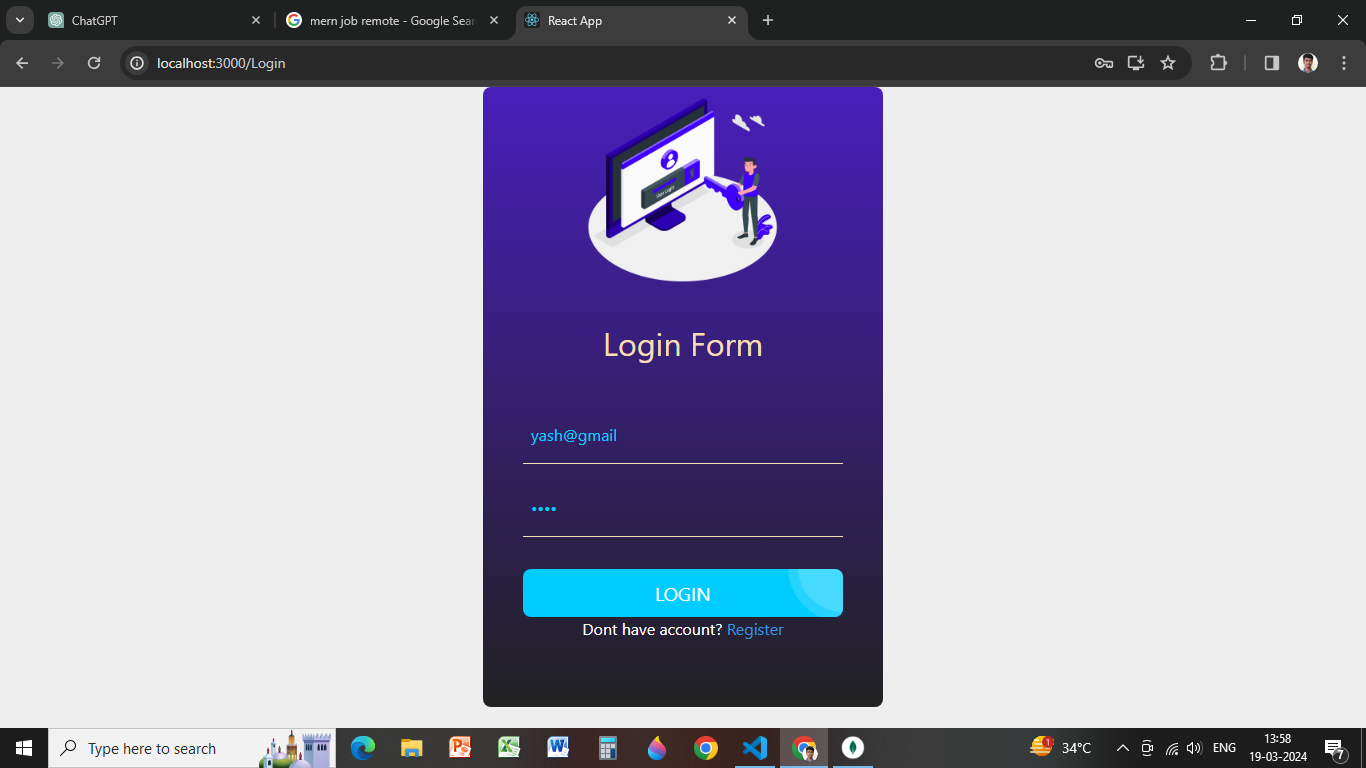 ChatGPT
mern job remote - Google Sear
React App
localhost:3000/Login
User Login
Login Form
yash@gmail
••••
LOGIN
Dont have account? Register
Type here to search
1
34°C
ENG
13:58
19-03-2024
7